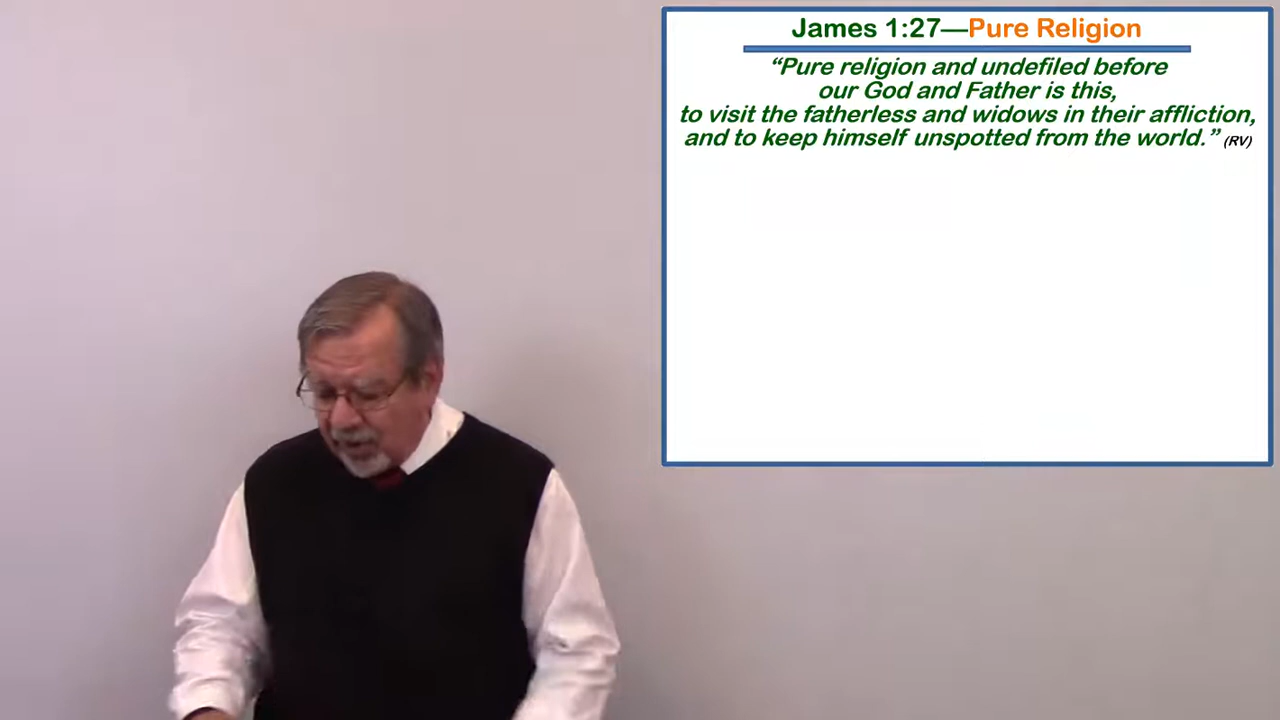 James 1:27—Pure Religion
“Pure religion and undefiled before
our God and Father is this,
to visit the fatherless and widows in their affliction,
and to keep himself unspotted from the world.” (RV)